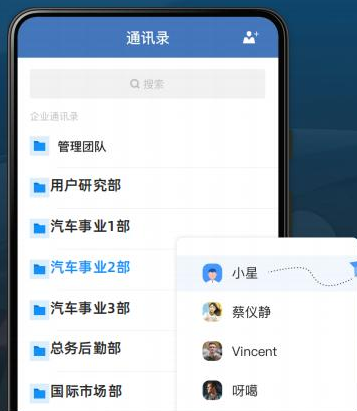 通讯录
搜索
企业通讯录
管理团队
用户研究部
汽车事业1部
汽车事业2部
汽车事业3部
总务后勤部
国际市场部
小星
蔡仪静
Vincent
呀噶